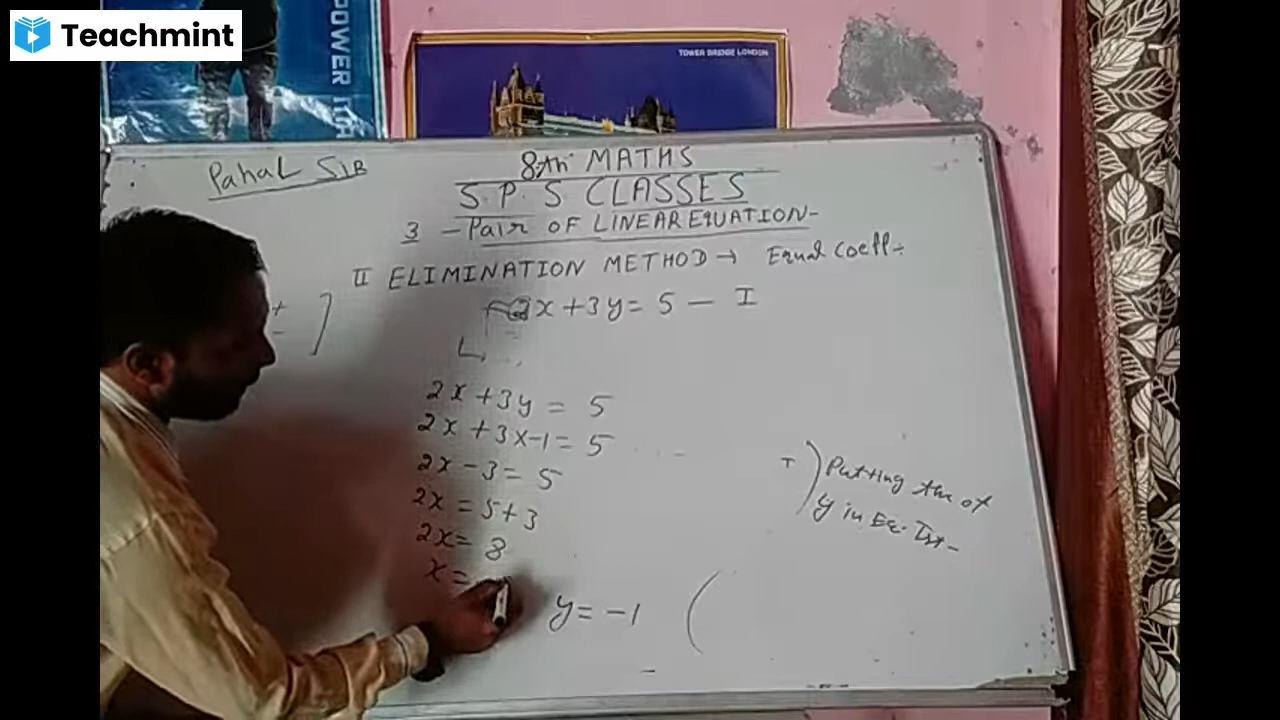 Teachmint
POWER
TOWER BRIDGE LONDON
Pahal SIR
8th MATHS
S.P.S. CLASSES
3 - Pair OF LINEAR EQUATION-
II ELIMINATION METHOD → Equal coeff÷
2x + 3y = 5 - I
2x + 3y = 5
2x + 3x-1 = 5
2x - 3 = 5
2x = 5+3
2x = 8
x =
y = -1 (
) Putting the of
y in Eq. Ist-